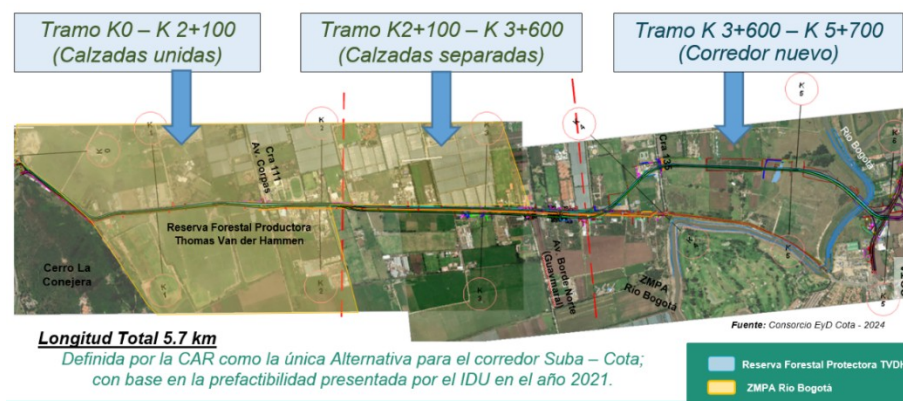 Tramo K0 – K 2+100
(Calzadas unidas)
Tramo K2+100 – K 3+600
(Calzadas separadas)
Tramo K 3+600 – K 5+700
(Corredor nuevo)
Cra 111
Av. Corpas
Reserva Forestal Productora
Thomas Van der Hammen
Cerro La
Conejera
Av. Borde Norte
(Guaymaral)
Cra 135
ZMPA
Río Bogotá
Río Bogotá
Fuente: Consorcio EyD Cota - 2024
Longitud Total 5.7 km
Definida por la CAR como la única Alternativa para el corredor Suba – Cota;
con base en la prefactibilidad presentada por el IDU en el año 2021.
Reserva Forestal Protectora TVDH
ZMPA Río Bogotá